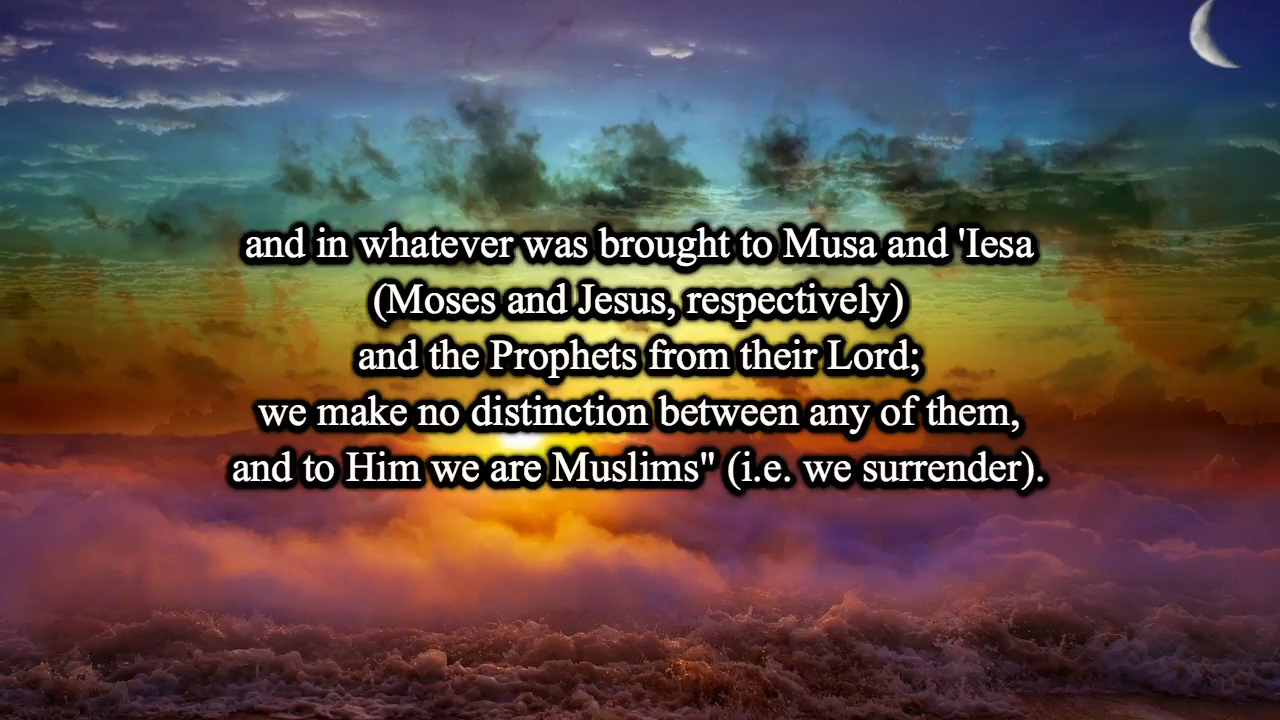 and in whatever was brought to Musa and 'Iesa
(Moses and Jesus, respectively)
and the Prophets from their Lord;
we make no distinction between any of them,
and to Him we are Muslims" (i.e. we surrender).